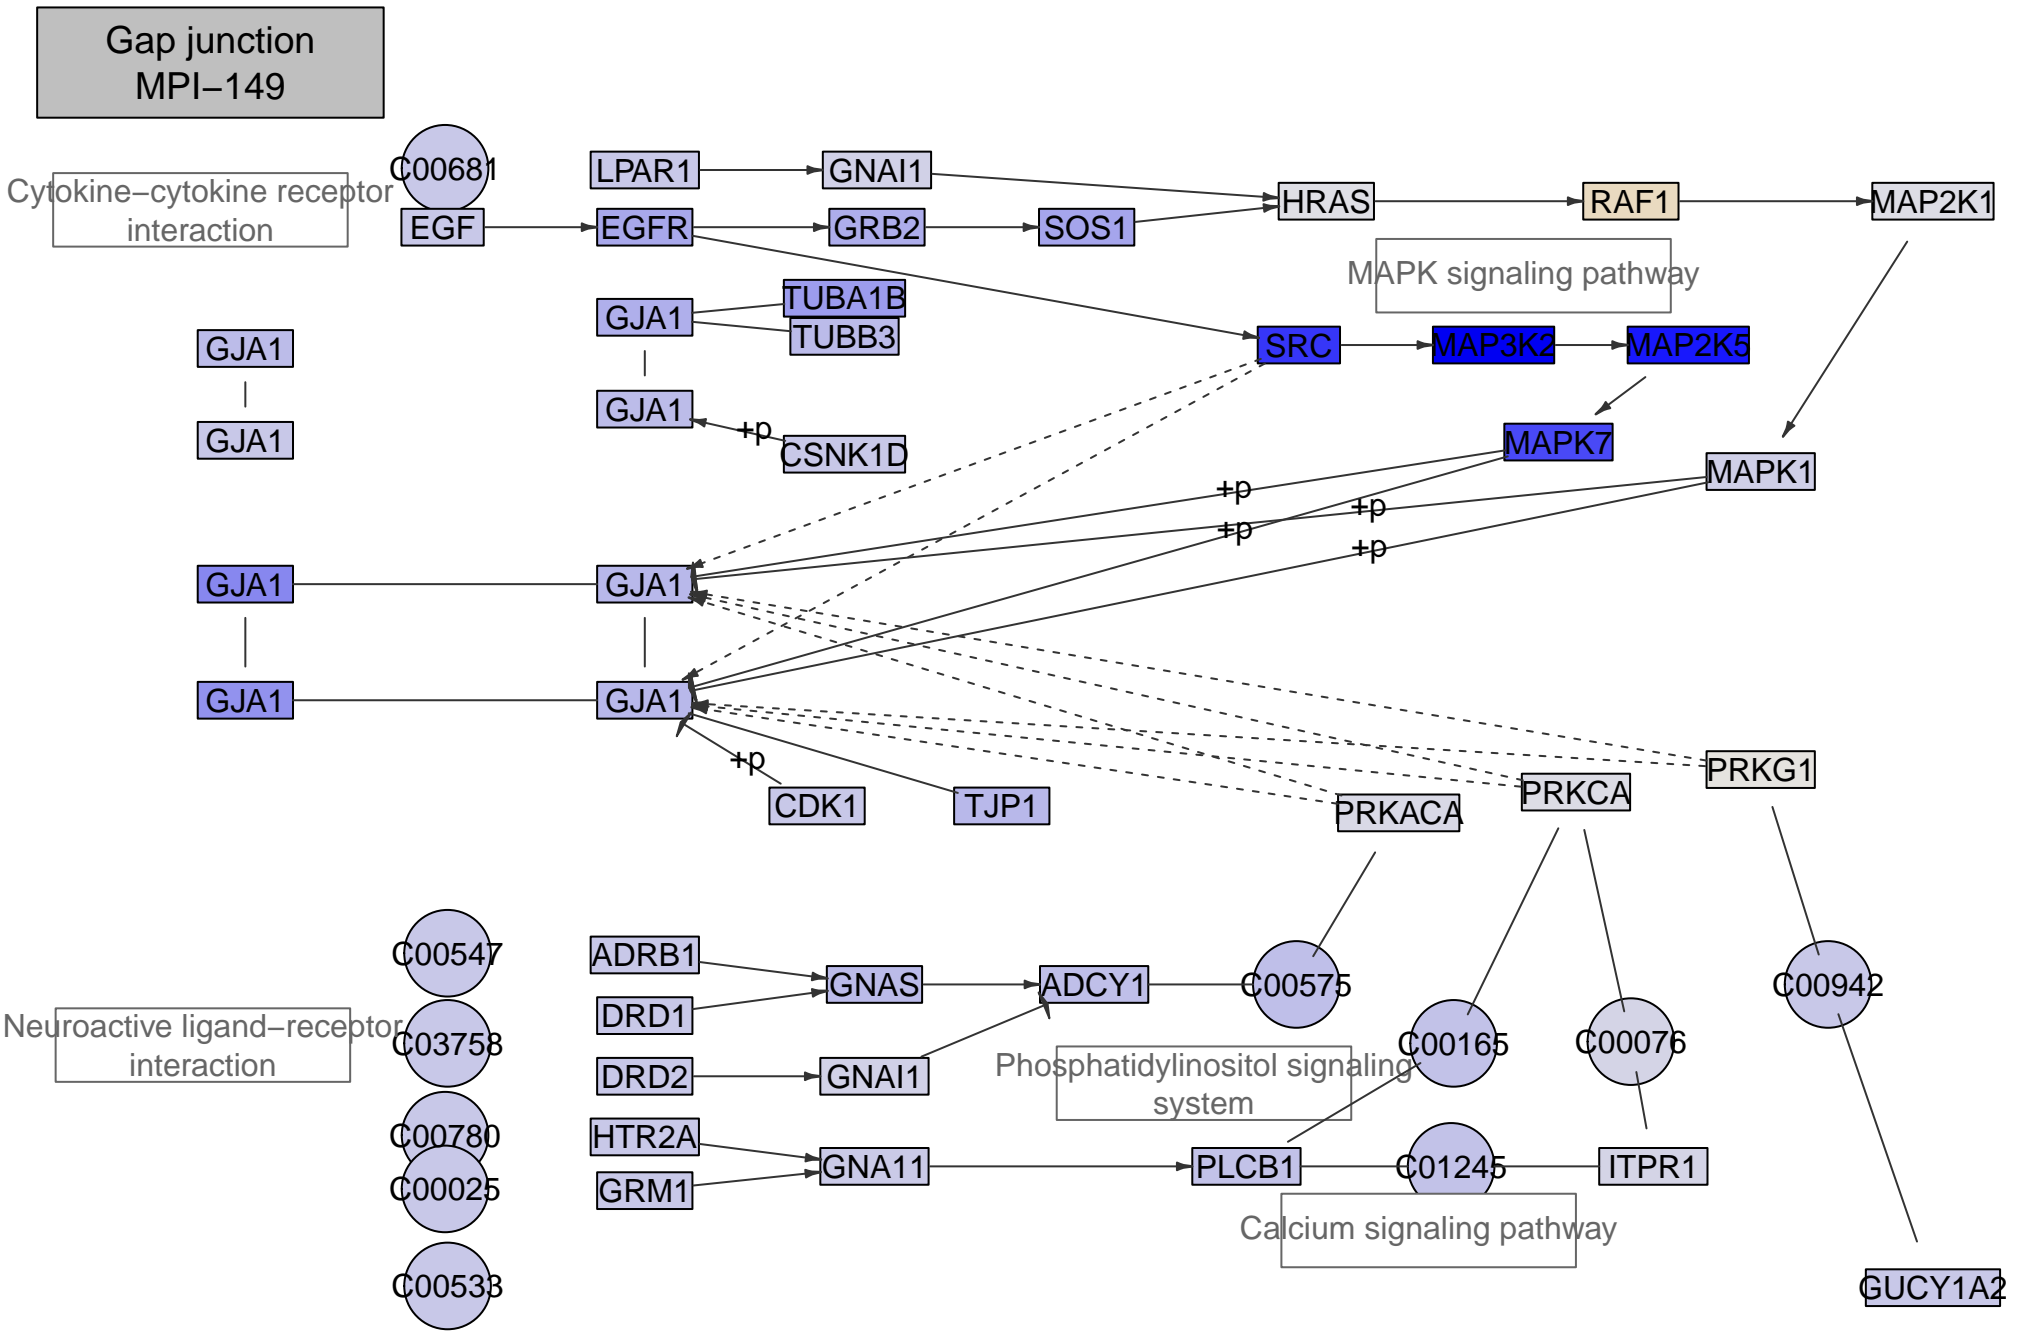 Gap junction
MPI−149
C00681
LPAR1
GNAI1
Cytokine−cytokine receptor
interaction
HRAS
RAF1
MAP2K1
EGF
EGFR
GRB2
SOS1
MAPK signaling pathway
TUBA1B
GJA1
TUBB3
GJA1
SRC
MAP3K2
MAP2K5
GJA1
+p
CSNK1D
GJA1
MAPK7
MAPK1
+p
+p
+p
+p
GJA1
GJA1
GJA1
GJA1
+p
CDK1
TJP1
PRKACA
PRKCA
PRKG1
C00547
ADRB1
GNAS
ADCY1
C00575
C00942
DRD1
Neuroactive ligand−receptor
interaction
C03758
C00165
C00076
DRD2
GNAI1
Phosphatidylinositol signaling
system
C00780
HTR2A
GNA11
PLCB1
C01245
ITPR1
C00025
GRM1
Calcium signaling pathway
C00533
GUCY1A2